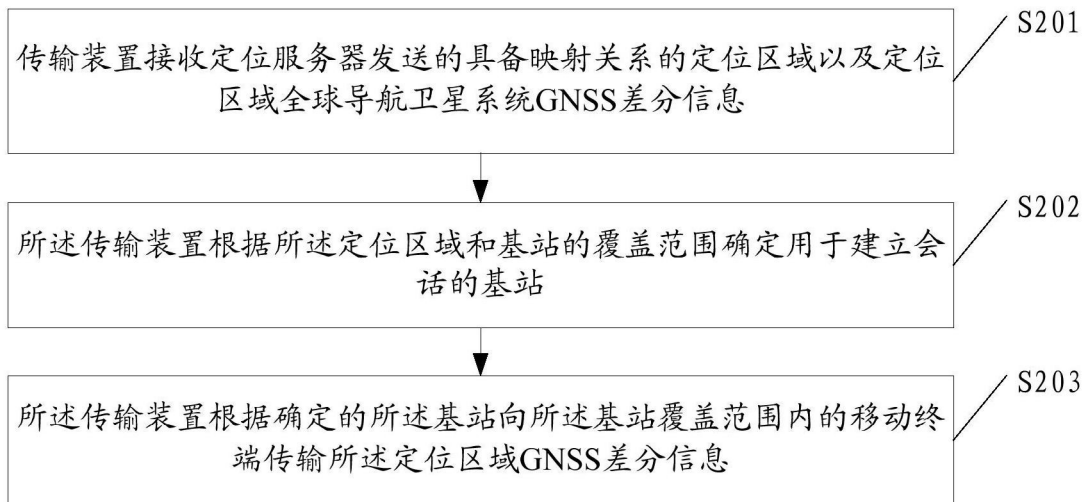 S201
传输装置接收定位服务器发送的具备映射关系的定位区域以及定位
区域全球导航卫星系统GNSS差分信息
S202
所述传输装置根据所述定位区域和基站的覆盖范围确定用于建立会
话的基站
S203
所述传输装置根据确定的所述基站向所述基站覆盖范围内的移动终
端传输所述定位区域GNSS差分信息